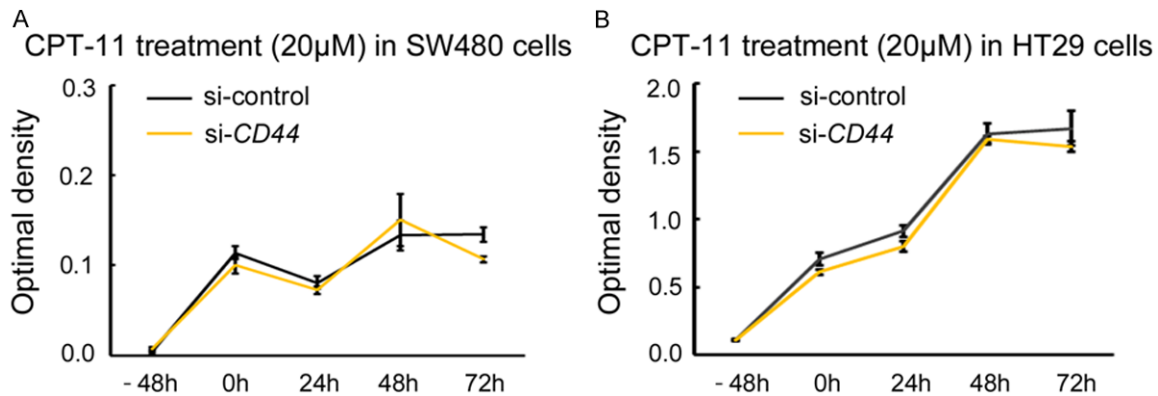 A
CPT-11 treatment (20μM) in SW480 cells
si-control
si-CD44
Optimal density
0.3
0.2
0.1
0.0
- 48h 0h 24h 48h 72h
B
CPT-11 treatment (20μM) in HT29 cells
si-control
si-CD44
Optimal density
2.0
1.5
1.0
0.5
0.0
- 48h 0h 24h 48h 72h